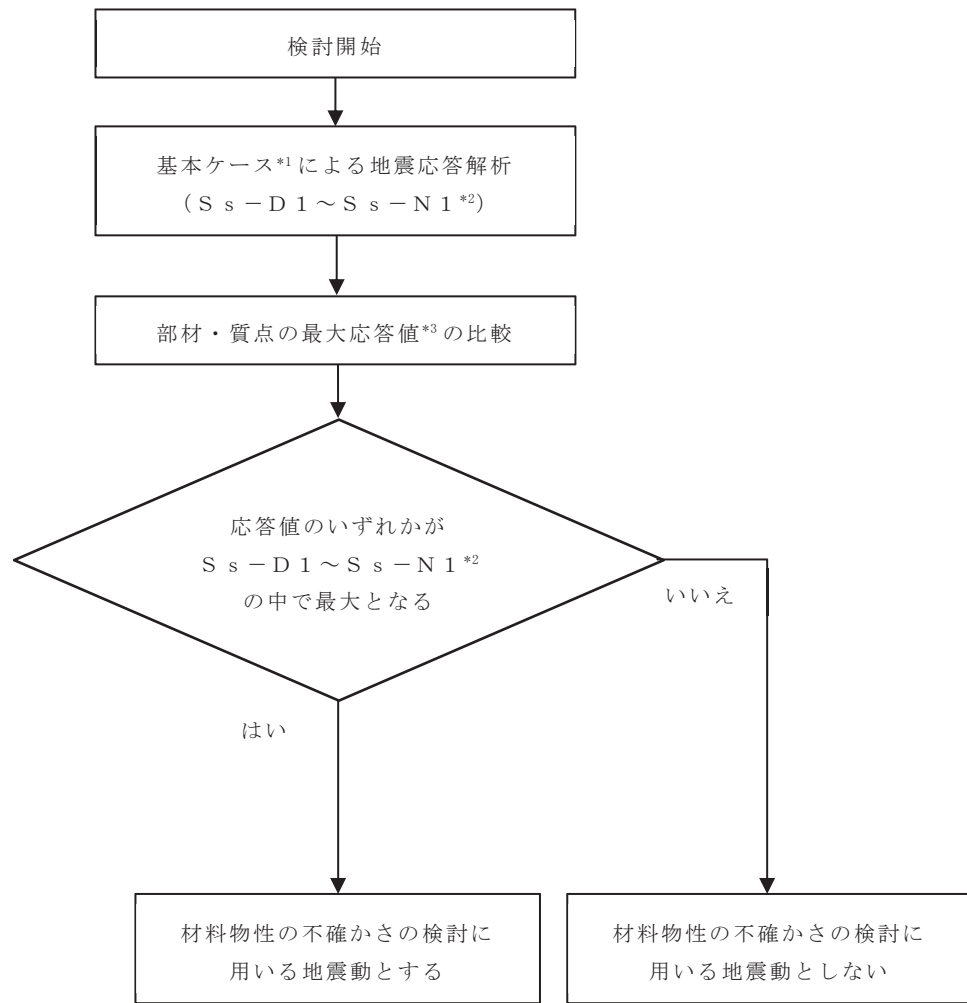 検討開始
基本ケース*1による地震応答解析
（Ｓｓ－Ｄ１～Ｓｓ－Ｎ１*2）
部材・質点の最大応答値*3の比較
応答値のいずれかが
Ｓｓ－Ｄ１～Ｓｓ－Ｎ１*2
の中で最大となる
いいえ
はい
材料物性の不確かさの検討に
用いる地震動とする
材料物性の不確かさの検討に
用いる地震動としない